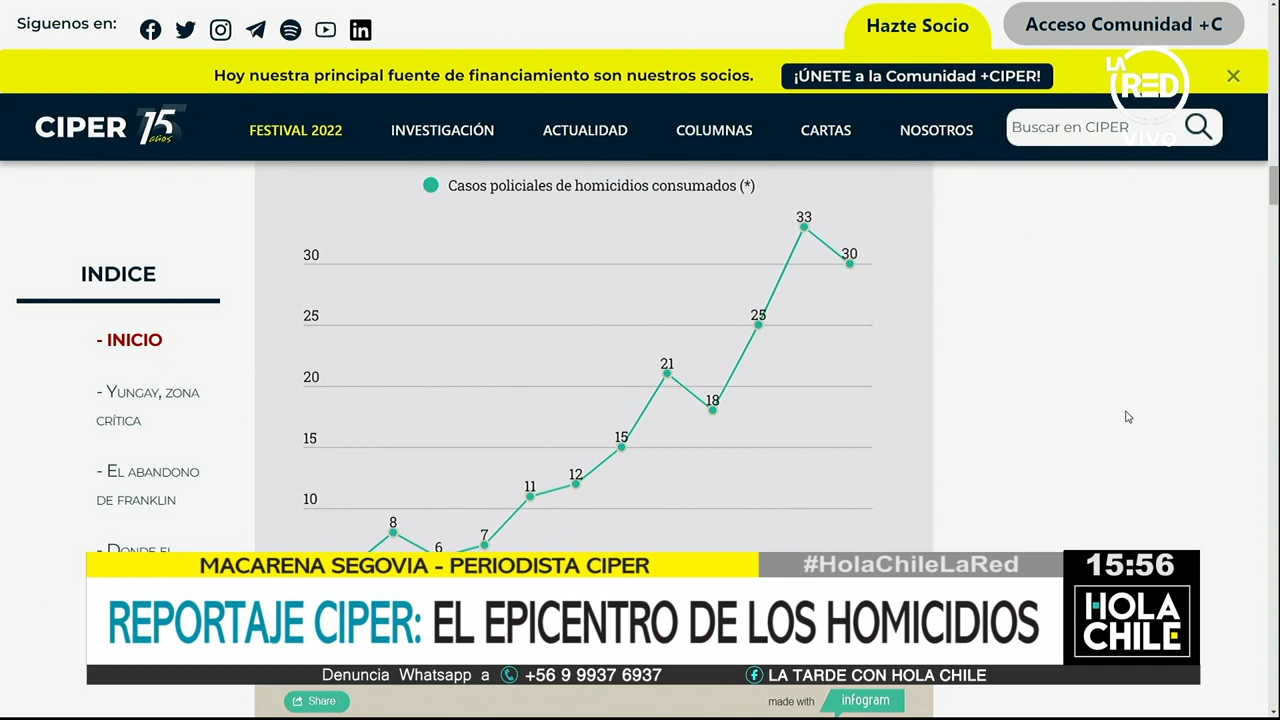 Siguenos en:
Hazte Socio
Acceso Comunidad +C
Hoy nuestra principal fuente de financiamiento son nuestros socios.
¡ÚNETE a la Comunidad +CIPER!
LA
RED
VIVO
CIPER 75 años
FESTIVAL 2022
INVESTIGACIÓN
ACTUALIDAD
COLUMNAS
CARTAS
NOSOTROS
Buscar en CIPER
Casos policiales de homicidios consumados (*)
INDICE
- INICIO
- YUNGAY, ZONA
CRÍTICA
- EL ABANDONO
DE FRANKLIN
- DONDE EL
30
25
20
15
10
8
6
7
11
12
15
21
18
25
33
30
MACARENA SEGOVIA - PERIODISTA CIPER
#HolaChileLaRed
15:56
REPORTAJE CIPER: EL EPICENTRO DE LOS HOMICIDIOS
HOLA
CHILE
Denuncia Whatsapp a +56 9 9937 6937
LA TARDE CON HOLA CHILE
Share
made with infogram